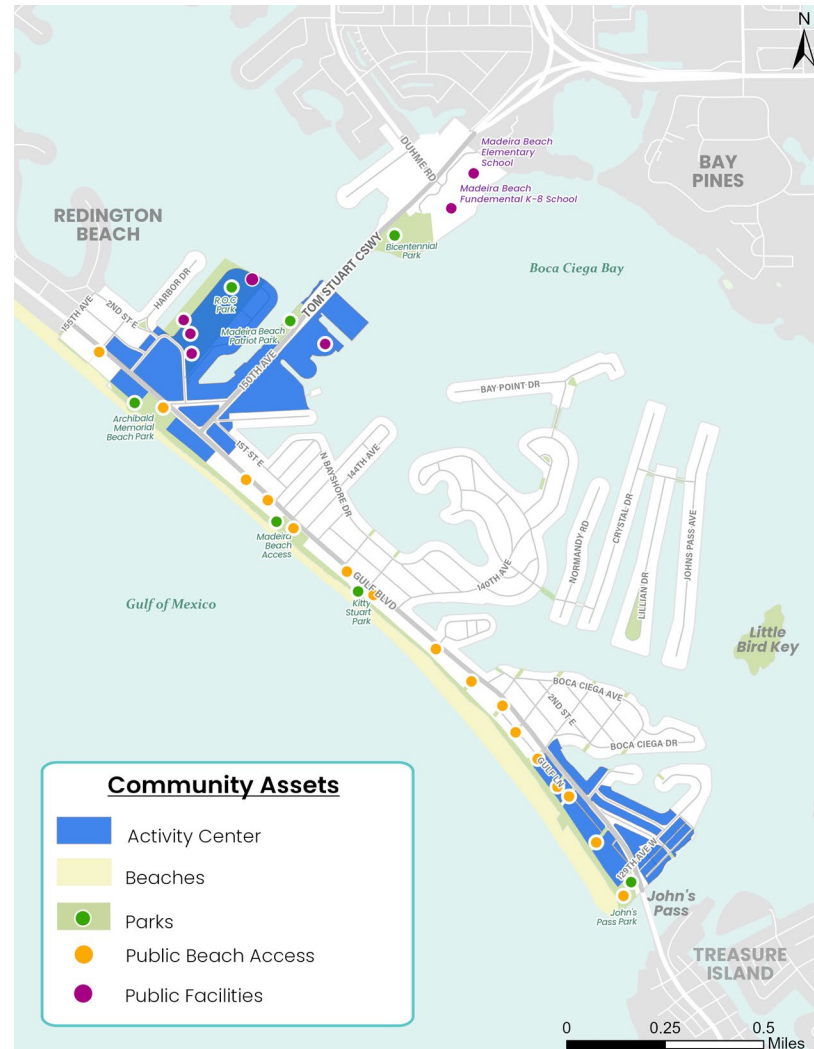 N
Madeira Beach
Elementary
School
DUHME RD
BAY
PINES
Madeira Beach
Fundemental K-8 School
REDINGTON
BEACH
Bicentennial
Park
Boca Ciega Bay
TOM STUART CSWY
HARBOR DR
2ND ST E
155TH AVE
R.O.C
Park
Madeira Beach
Patriot Park
150TH AVE
BAY POINT DR
Archibald
Memorial
Beach Park
1ST ST E
N BAYSHORE DR
144TH AVE
CRYSTAL DR
JOHNS PASS AVE
NORMANDY RD
LILLIAN DR
Madeira
Beach
Access
GULF BLVD
140TH AVE
Gulf of Mexico
Kitty
Stuart
Park
Little
Bird Key
BOCA CIEGA AVE
2ND ST E
BOCA CIEGA DR
GULF LN
129TH AVE W
John's
Pass
John's
Pass Park
TREASURE
ISLAND
Community Assets
Activity Center
Beaches
Parks
Public Beach Access
Public Facilities
0 0.25 0.5
Miles